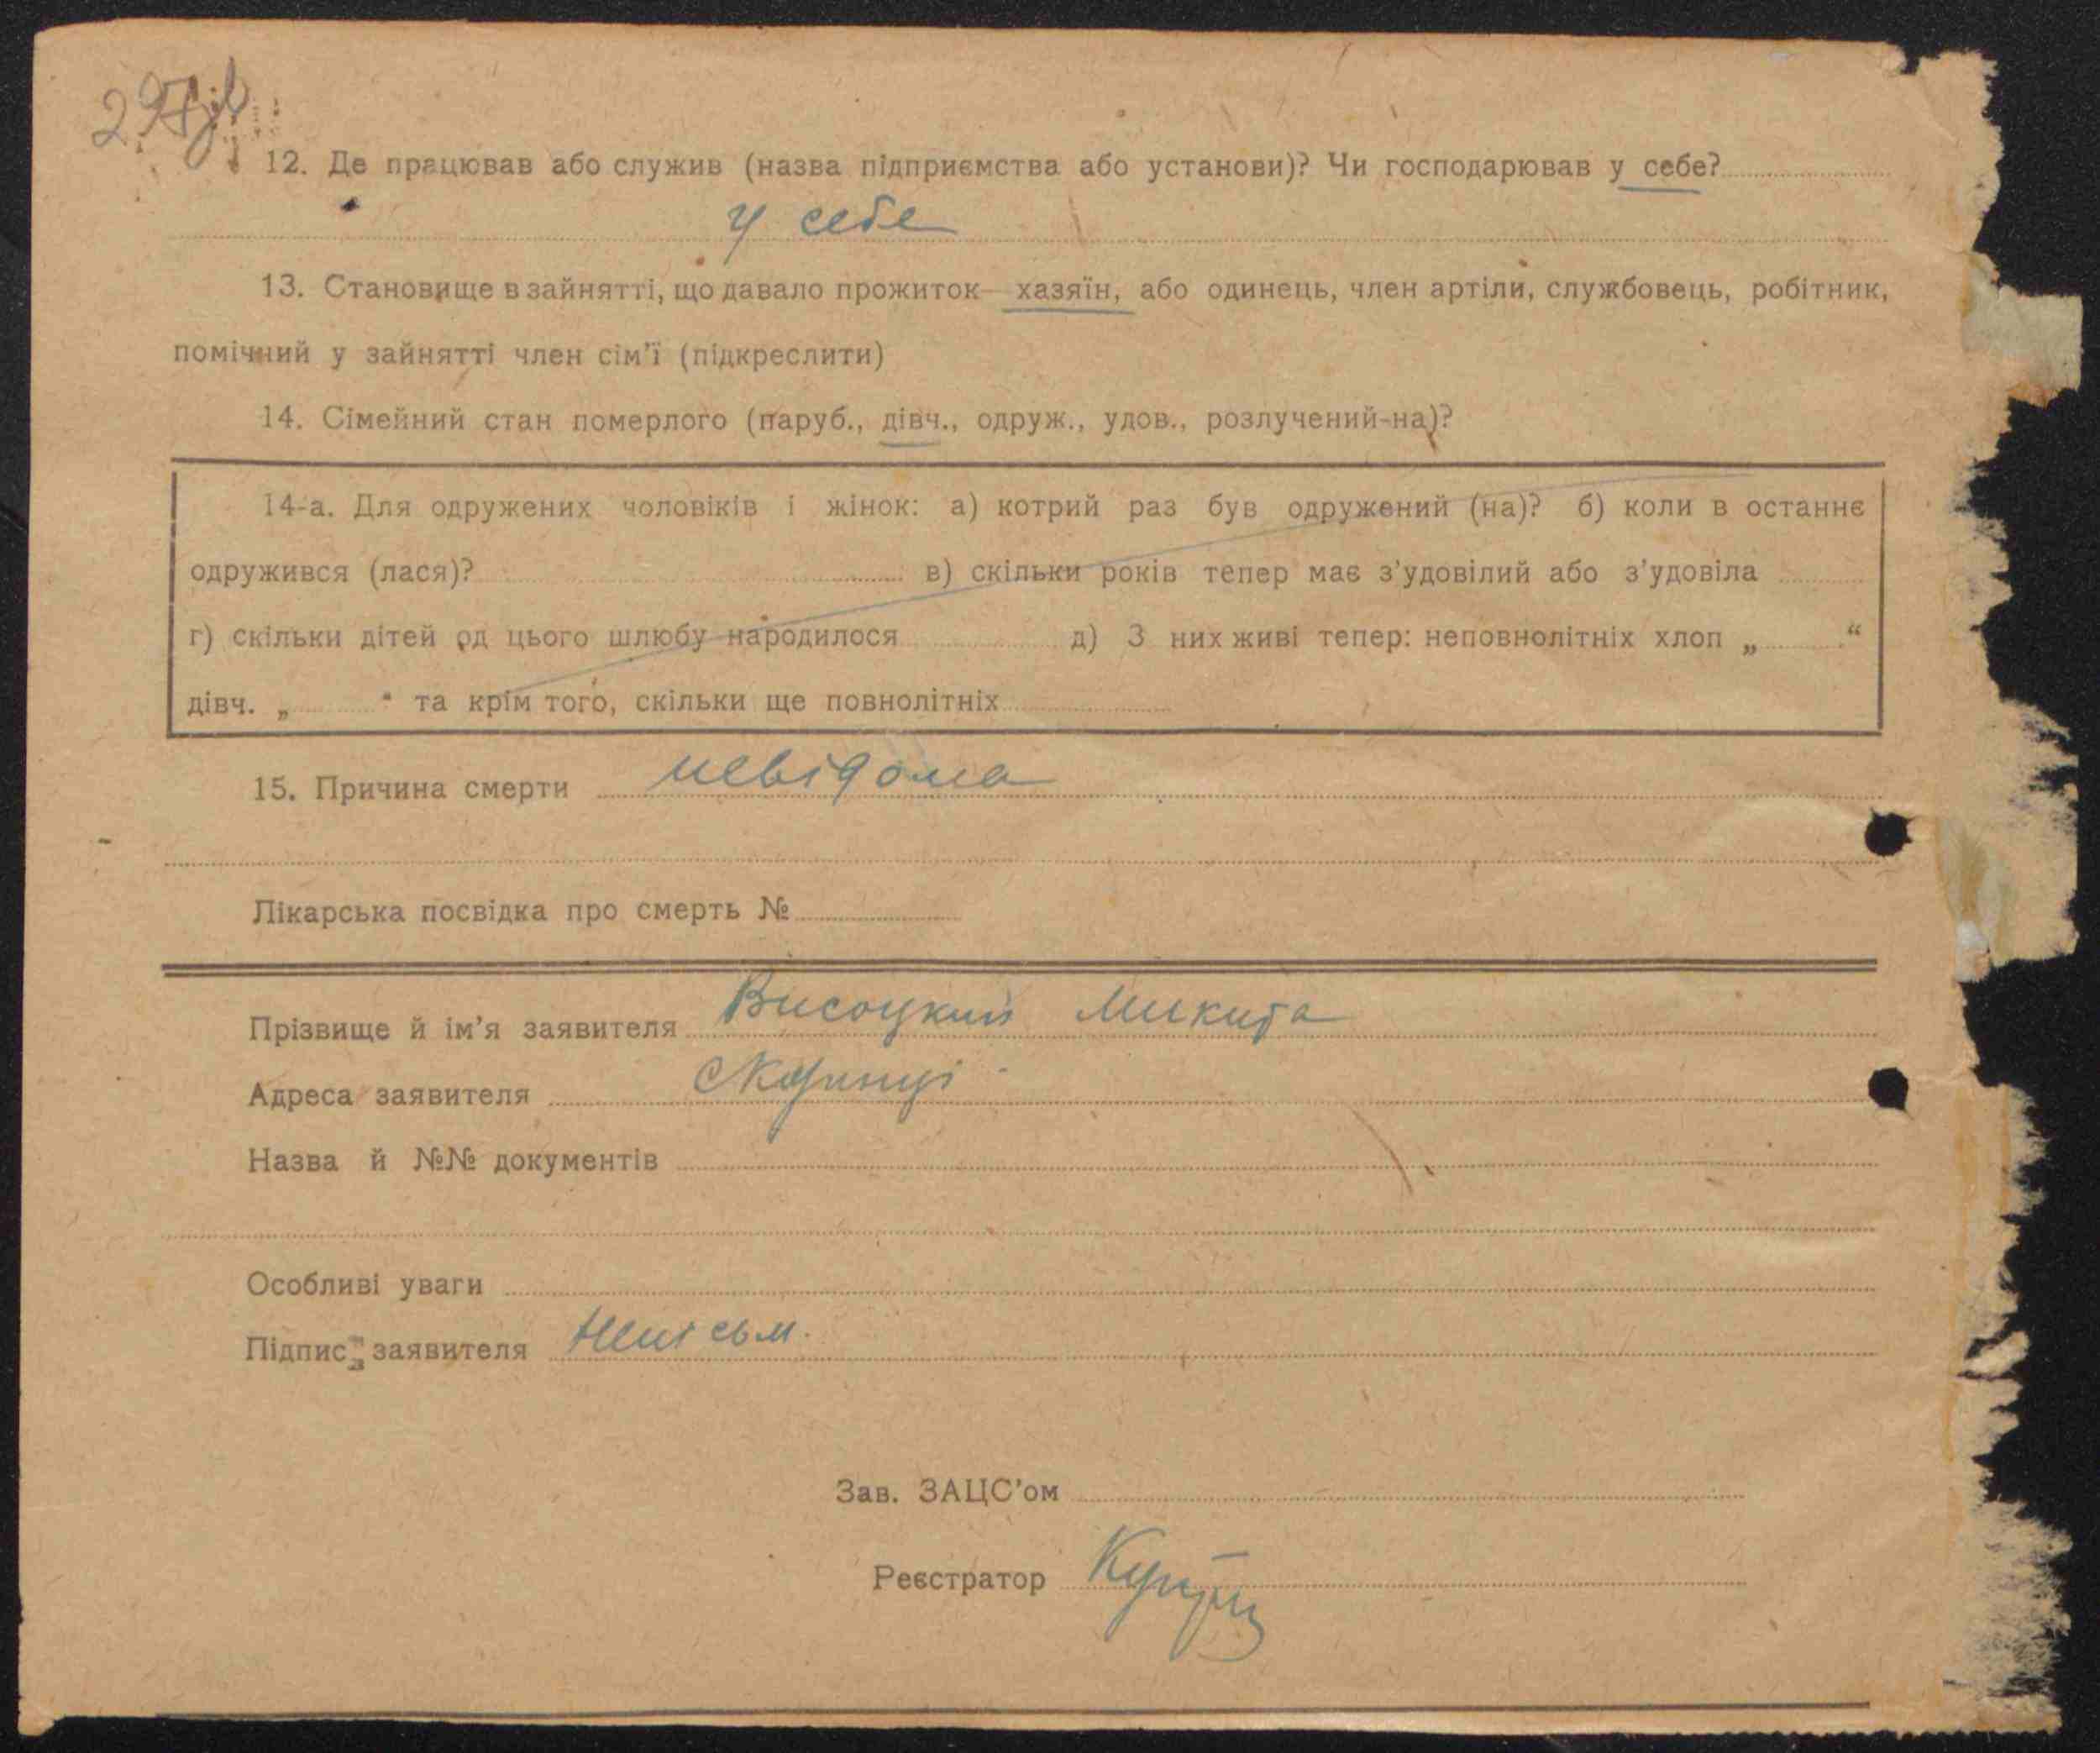 12. Де працював або служив (назва підприємства або установи)? Чи господарював у себе?
у себе
13. Становище в зайнятті, що давало прожиток—хазяїн, або одинець, член артіли, службовець, робітник,
помічний у зайнятті член сім'ї (підкреслити)
14. Сімейний стан померлого (паруб., дівч., одруж., удов., розлучений-на)?
14-а. Для одружених чоловіків і жінок: а) котрий раз був одружений (на)? б) коли в останнє
одружився (лася)? в) скільки років тепер має з'удовілий або з'удовіла
г) скільки дітей од цього шлюбу народилося д) З них живі тепер: неповнолітніх хлоп „ “
дівч. „ “ та крім того, скільки ще повнолітніх
15. Причина смерти невідома
Лікарська посвідка про смерть №
Прізвище й ім'я заявителя Висоцкий Микита
Адреса заявителя
Назва й №№ документів
Особливі уваги
Підпис заявителя
Зав. ЗАЦС'ом
Реєстратор